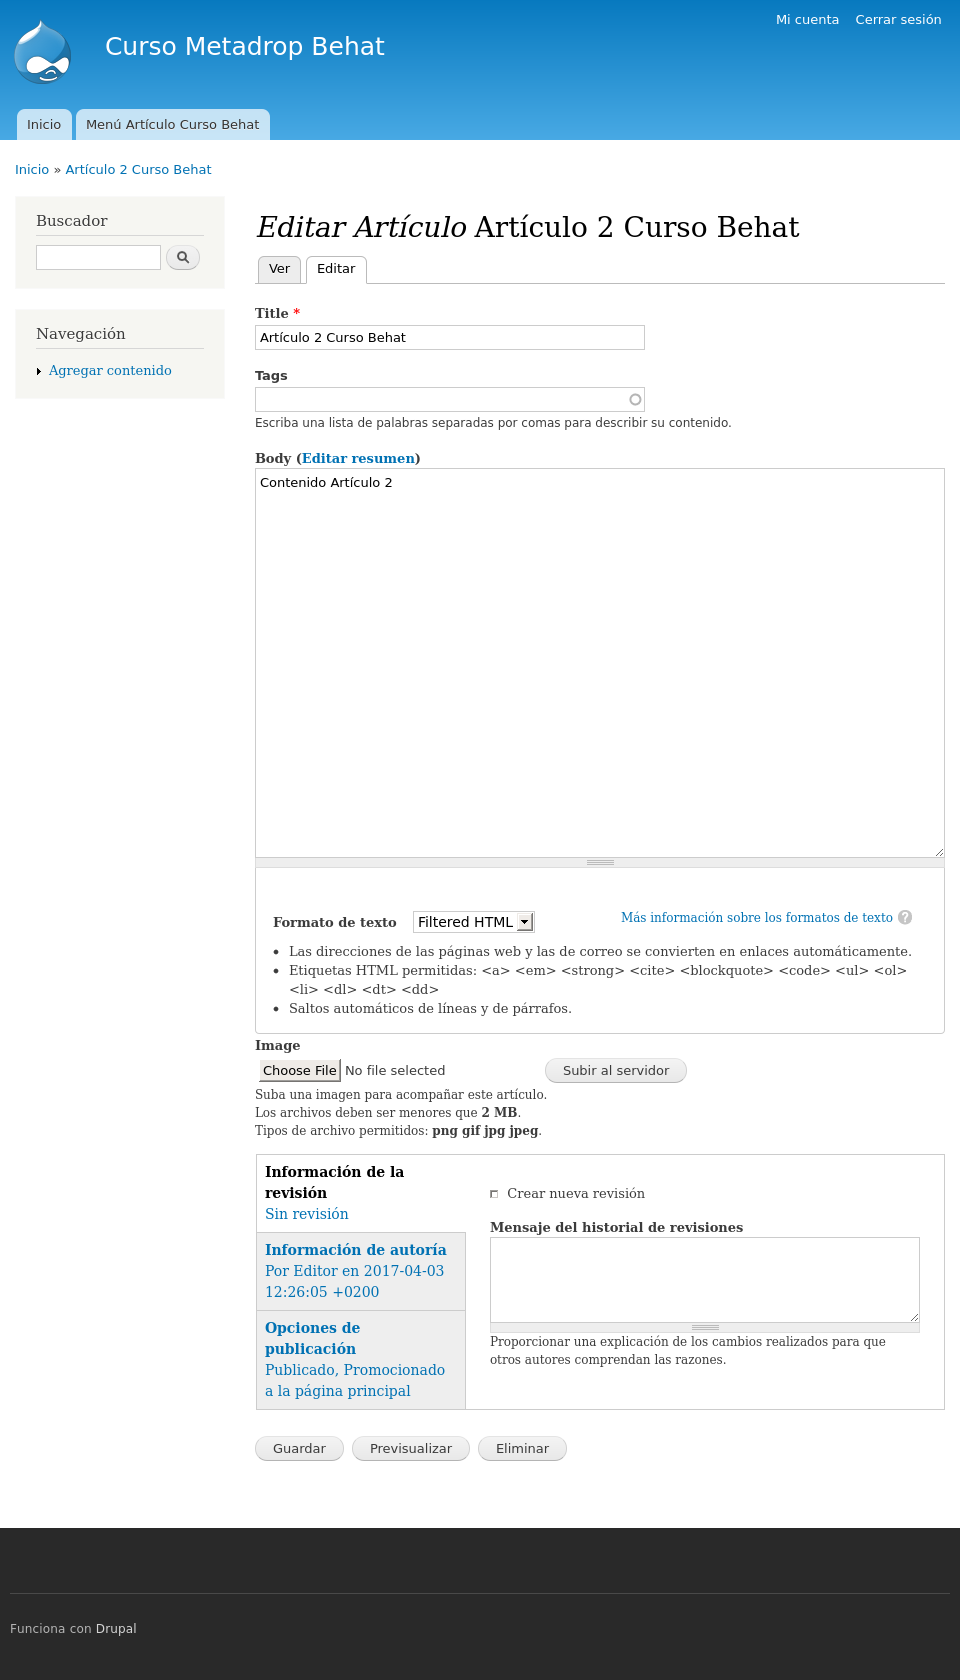 Mi cuenta Cerrar sesión
Curso Metadrop Behat
Inicio Menú Artículo Curso Behat
Inicio » Artículo 2 Curso Behat
Buscador
Navegación
Agregar contenido
Editar Artículo Artículo 2 Curso Behat
Ver Editar
Title *
Artículo 2 Curso Behat
Tags
Escriba una lista de palabras separadas por comas para describir su contenido.
Body (Editar resumen)
Contenido Artículo 2
Formato de texto Filtered HTML Más información sobre los formatos de texto ?
• Las direcciones de las páginas web y las de correo se convierten en enlaces automáticamente.
• Etiquetas HTML permitidas: <a> <em> <strong> <cite> <blockquote> <code> <ul> <ol>
<li> <dl> <dt> <dd>
• Saltos automáticos de líneas y de párrafos.
Image
Choose File No file selected Subir al servidor
Suba una imagen para acompañar este artículo.
Los archivos deben ser menores que 2 MB.
Tipos de archivo permitidos: png gif jpg jpeg.
Información de la
revisión
Sin revisión
Información de autoría
Por Editor en 2017-04-03
12:26:05 +0200
Opciones de
publicación
Publicado, Promocionado
a la página principal
Crear nueva revisión
Mensaje del historial de revisiones
Proporcionar una explicación de los cambios realizados para que
otros autores comprendan las razones.
Guardar Previsualizar Eliminar
Funciona con Drupal